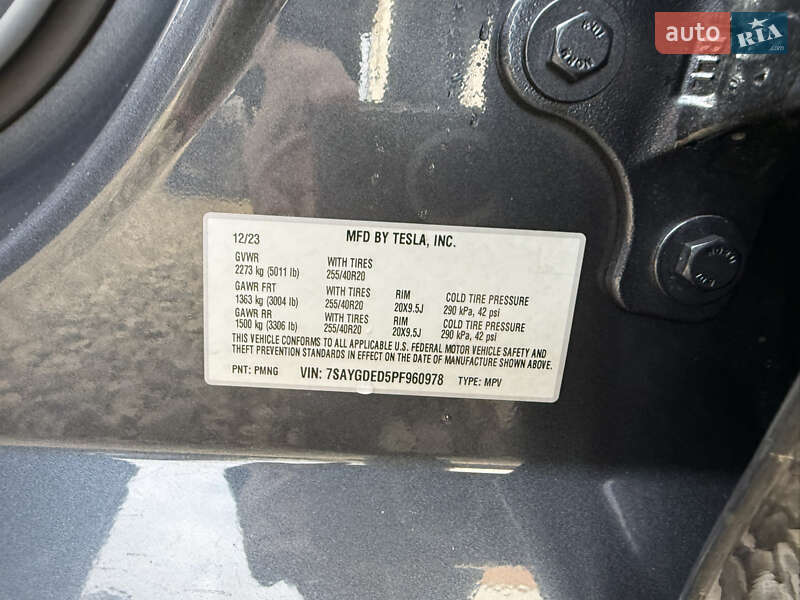 auto RIA
.com
12/23 MFD BY TESLA, INC.
GVWR WITH TIRES
2273 kg (5011 lb) 255/40R20
GAWR FRT WITH TIRES RIM COLD TIRE PRESSURE
1363 kg (3004 lb) 255/40R20 20X9.5J 290 kPa, 42 psi
GAWR RR WITH TIRES RIM COLD TIRE PRESSURE
1500 kg (3306 lb) 255/40R20 20X9.5J 290 kPa, 42 psi
THIS VEHICLE CONFORMS TO ALL APPLICABLE U.S. FEDERAL MOTOR VEHICLE SAFETY AND
THEFT PREVENTION STANDARDS IN EFFECT ON THE DATE OF MANUFACTURE SHOWN ABOVE.
PNT: PMNG VIN: 7SAYGDED5PF960978 TYPE: MPV